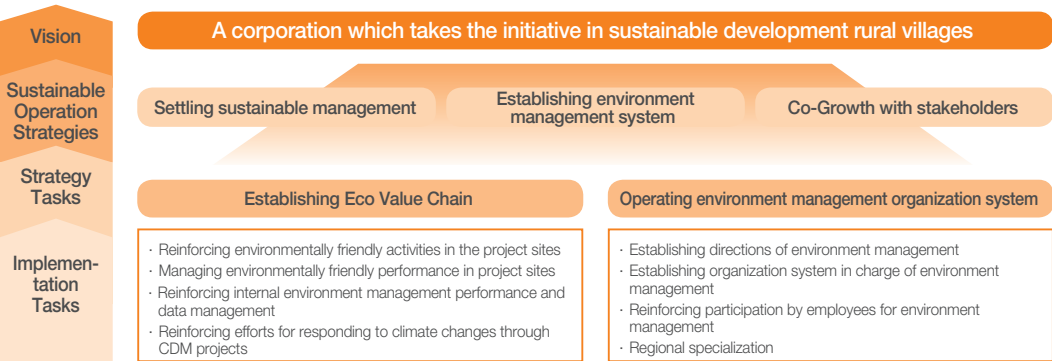 Vision
A corporation which takes the initiative in sustainable development rural villages
Sustainable
Operation
Strategies
Settling sustainable management
Establishing environment
management system
Co-Growth with stakeholders
Strategy
Tasks
Establishing Eco Value Chain
Operating environment management organization system
Implemen-
tation
Tasks
· Reinforcing environmentally friendly activities in the project sites
· Managing environmentally friendly performance in project sites
· Reinforcing internal environment management performance and
data management
· Reinforcing efforts for responding to climate changes through
CDM projects
· Establishing directions of environment management
· Establishing organization system in charge of environment
management
· Reinforcing participation by employees for environment
management
· Regional specialization